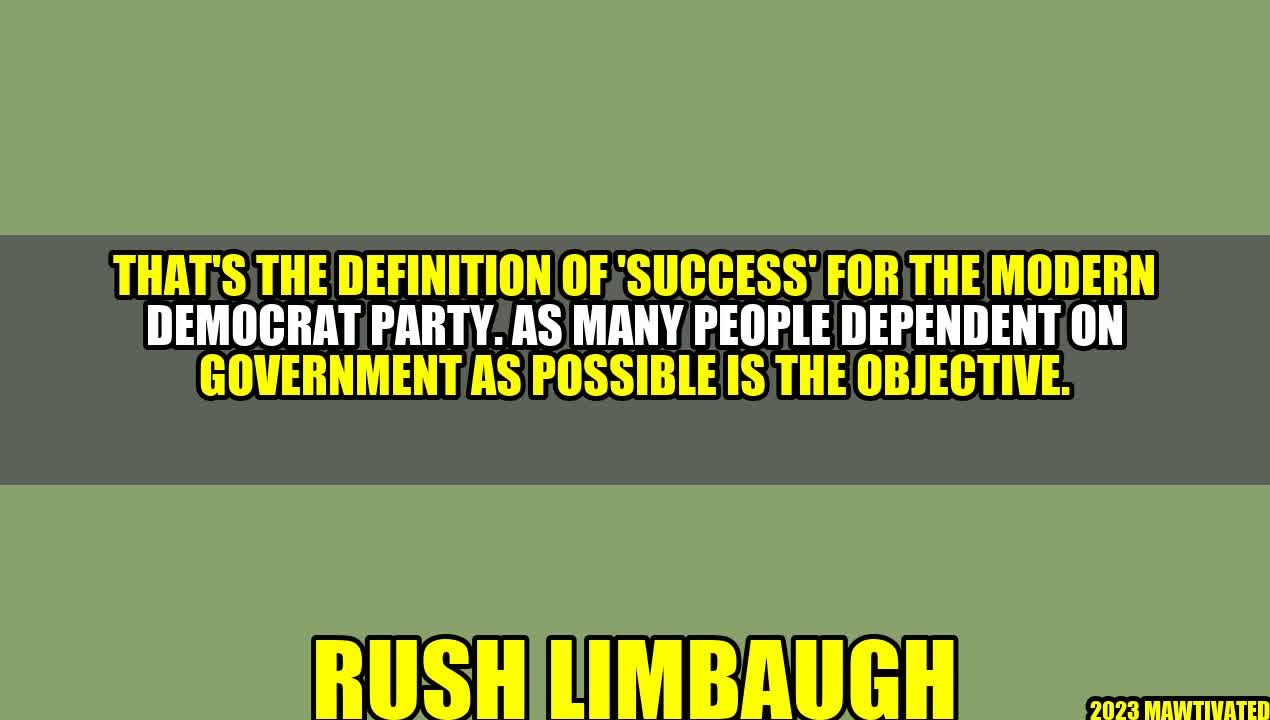 THAT'S THE DEFINITION OF 'SUCCESS' FOR THE MODERN
DEMOCRAT PARTY. AS MANY PEOPLE DEPENDENT ON
GOVERNMENT AS POSSIBLE IS THE OBJECTIVE.
RUSH LIMBAUGH
2023 MAWTIVATED